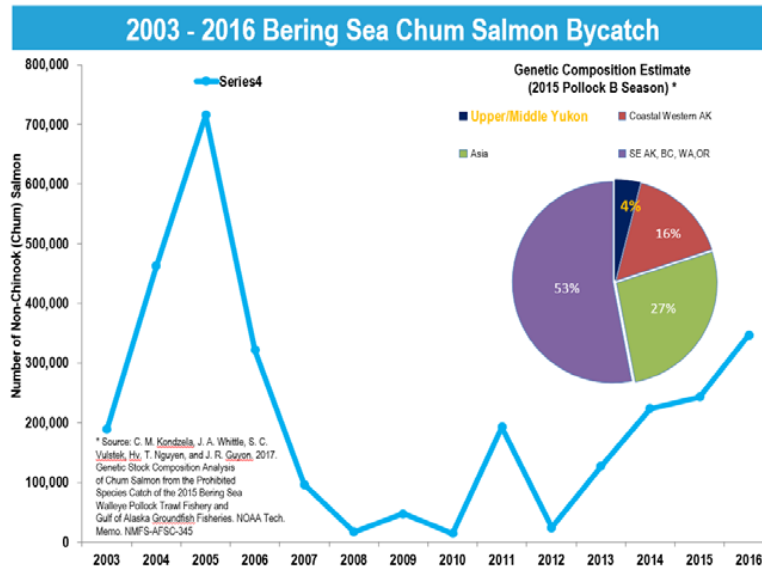 2003 - 2016 Bering Sea Chum Salmon Bycatch
800,000
700,000
600,000
500,000
400,000
300,000
200,000
100,000
0
Number of Non-Chinook (Chum) Salmon
Series4
Genetic Composition Estimate
(2015 Pollock B Season) *
Upper/Middle Yukon
Coastal Western AK
Asia
SE AK, BC, WA,OR
4%
16%
27%
53%
* Source: C. M. Kondzela, J. A. Whittle, S. C.
Vulstek, Hv. T. Nguyen, and J. R. Guyon. 2017.
Genetic Stock Composition Analysis
of Chum Salmon from the Prohibited
Species Catch of the 2015 Bering Sea
Walleye Pollock Trawl Fishery and
Gulf of Alaska Groundfish Fisheries. NOAA Tech.
Memo. NMFS-AFSC-345
2003 2004 2005 2006 2007 2008 2009 2010 2011 2012 2013 2014 2015 2016